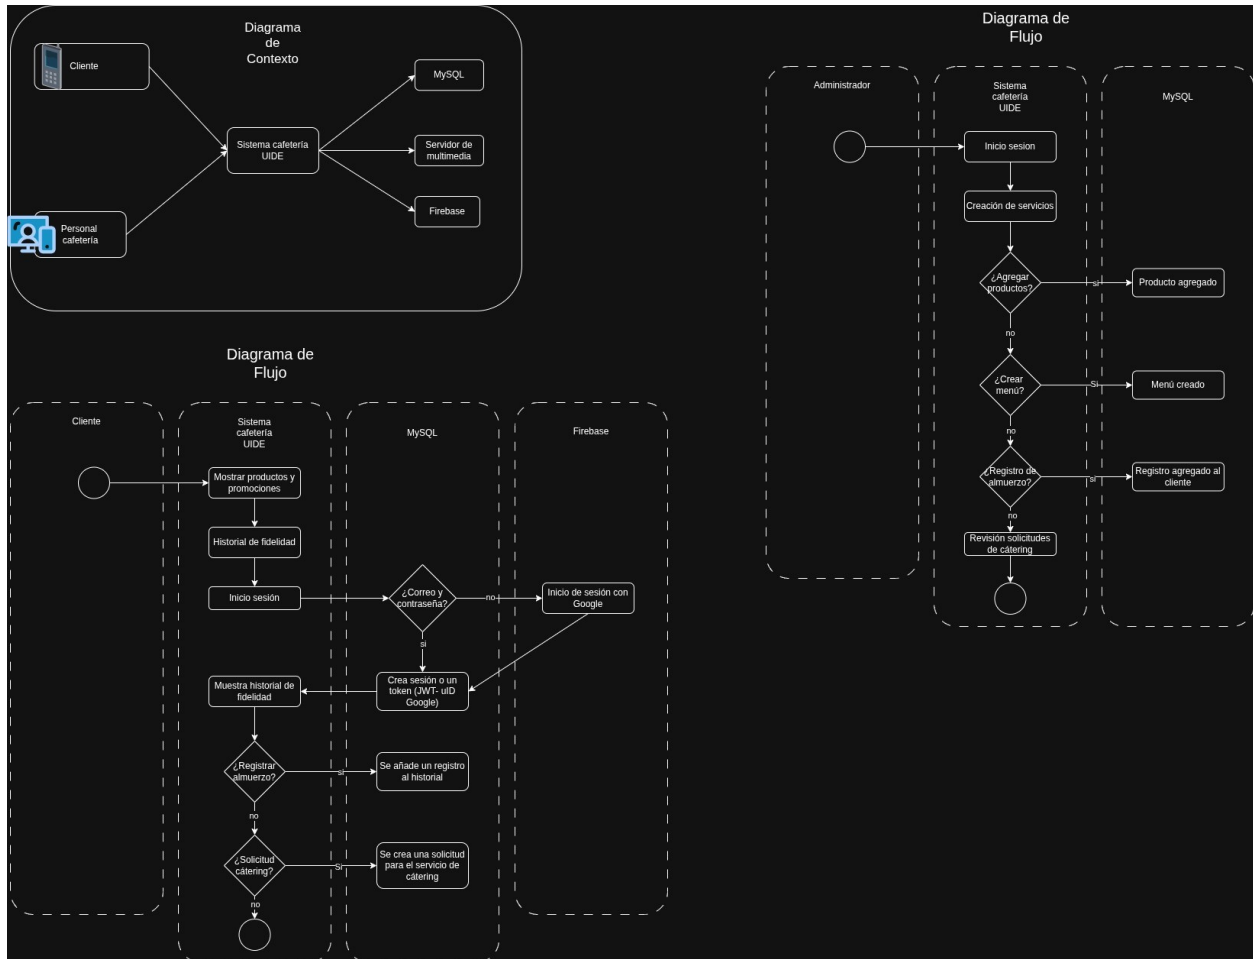 Diagrama
de
Contexto
Cliente
Personal
cafetería
Sistema cafetería
UIDE
MySQL
Servidor de
multimedia
Firebase
Diagrama de
Flujo
Cliente
Sistema
cafetería
UIDE
MySQL
Firebase
Mostrar productos y
promociones
Historial de fidelidad
Inicio sesión
¿Correo y
contraseña?
no
Inicio de sesión con
Google
si
Crea sesión o un
token (JWT- uID
Google)
Muestra historial de
fidelidad
¿Registrar
almuerzo?
si
Se añade un registro
al historial
no
¿Solicitud
cátering?
Si
Se crea una solicitud
para el servicio de
cátering
no
Diagrama de
Flujo
Administrador
Sistema
cafetería
UIDE
MySQL
Inicio sesion
Creación de servicios
¿Agregar
productos?
si
Producto agregado
no
¿Crear
menú?
Si
Menú creado
no
¿Registro de
almuerzo?
si
Registro agregado al
cliente
no
Revisión solicitudes
de cátering